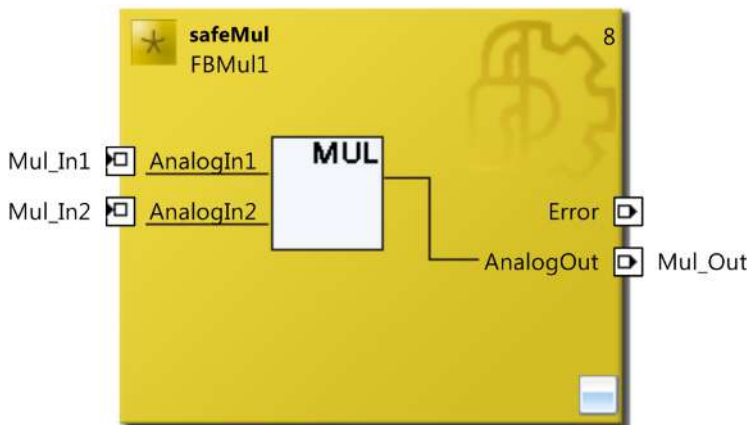 safeMul
8
FBMul1
MUL
Mul_In1 AnalogIn1
Mul_In2 AnalogIn2
Error
AnalogOut Mul_Out